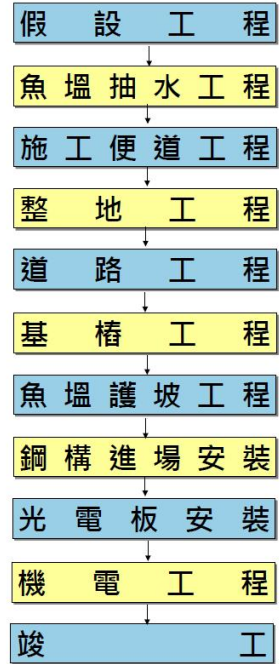 假設工程
魚塭抽水工程
施工便道工程
整地工程
道路工程
基樁工程
魚塭護坡工程
鋼構進場安裝
光電板安裝
機電工程
竣工